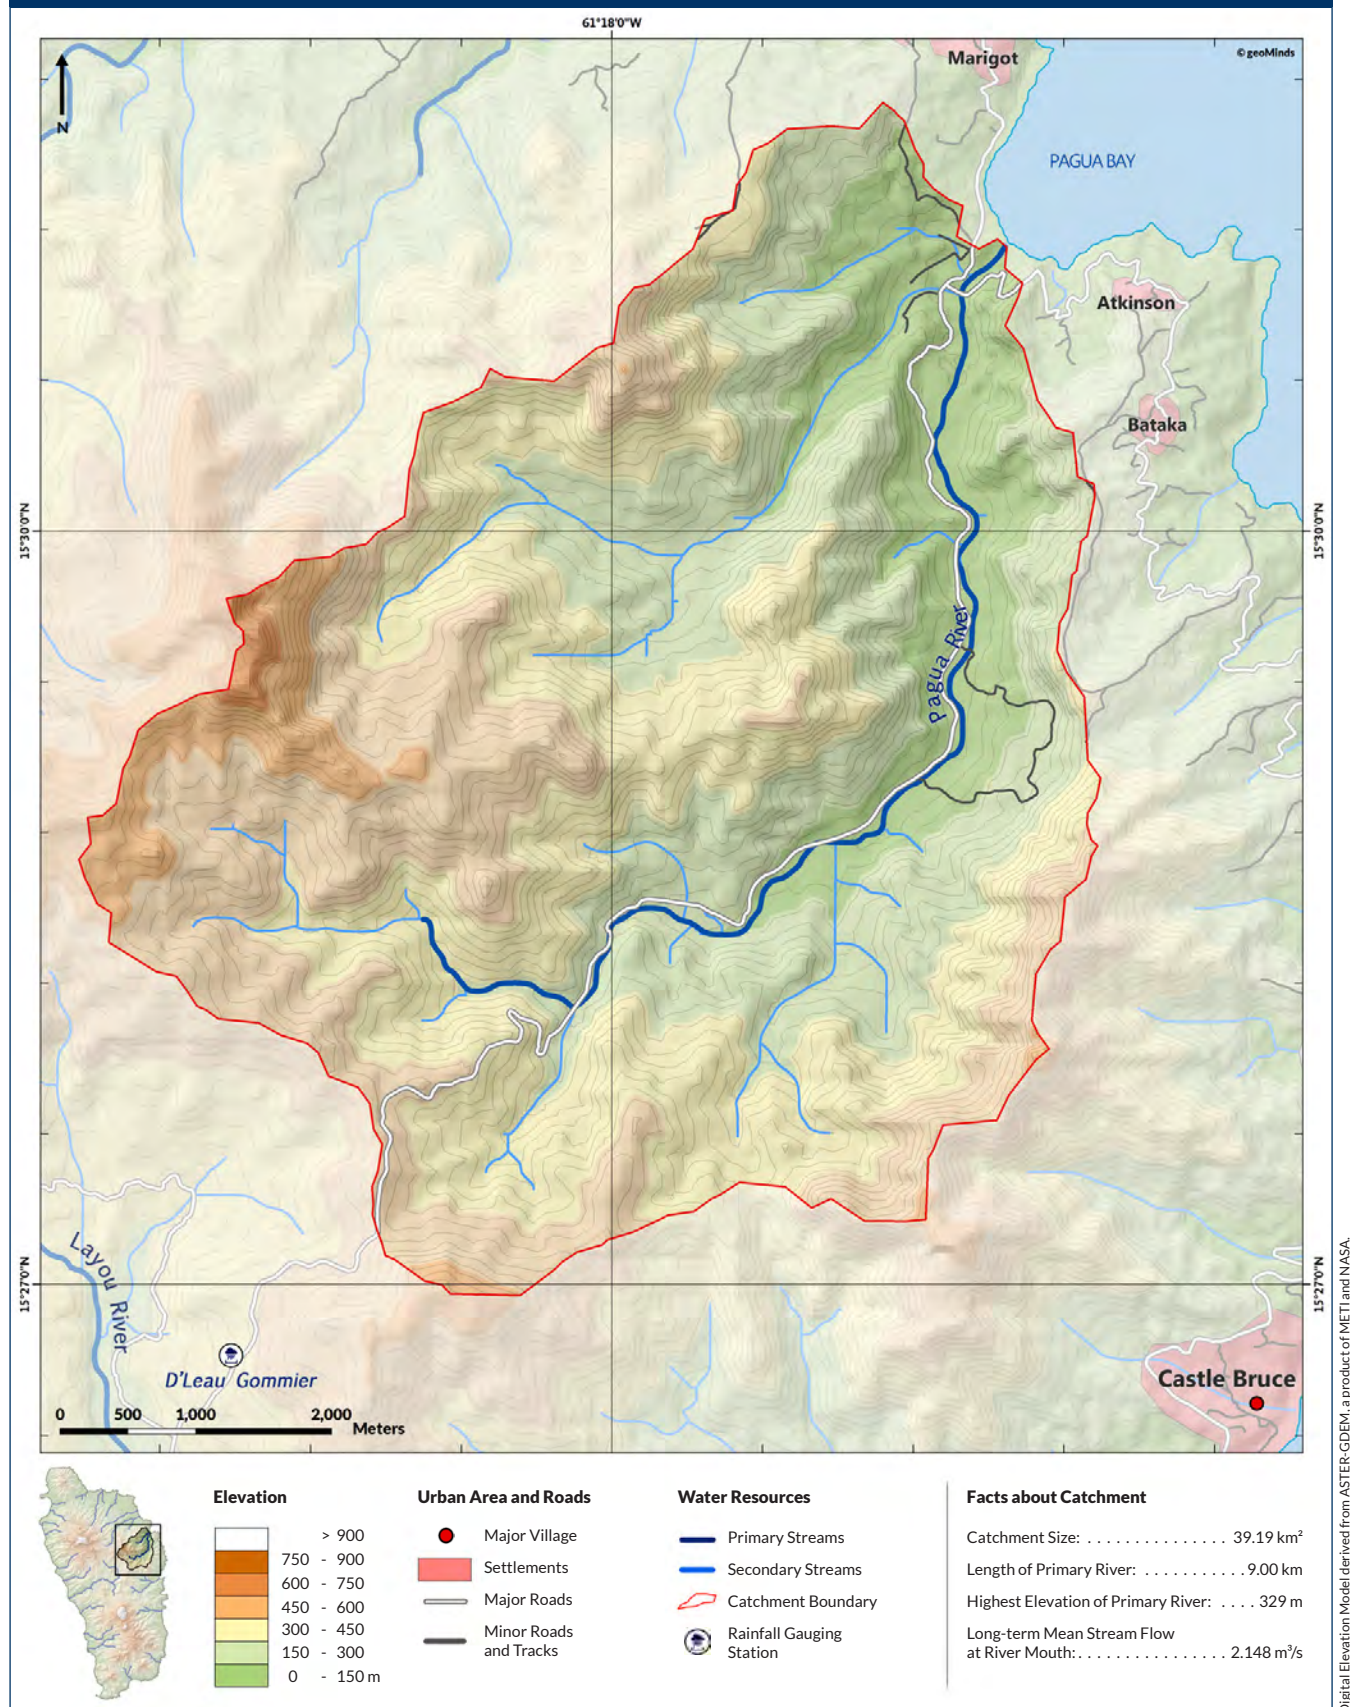 61°18'0"W
Marigot
© geoMinds
N
PAGUA BAY
Atkinson
Bataka
15°30'0"N
15°30'0"N
Pagua River
15°27'0"N
15°27'0"N
Layou River
D'Leau Gommier
Castle Bruce
0 500 1,000 2,000
Meters
Elevation
> 900
750 - 900
600 - 750
450 - 600
300 - 450
150 - 300
0 - 150 m
Urban Area and Roads
Major Village
Settlements
Major Roads
Minor Roads
and Tracks
Water Resources
Primary Streams
Secondary Streams
Catchment Boundary
Rainfall Gauging
Station
Facts about Catchment
Catchment Size: . . . . . . . . . . . . . . . 39.19 km²
Length of Primary River: . . . . . . . . . . . 9.00 km
Highest Elevation of Primary River: . . . . 329 m
Long-term Mean Stream Flow
at River Mouth: . . . . . . . . . . . . . . . . 2.148 m³/s
Digital Elevation Model derived from ASTER-GDEM, a product of METI and NASA.